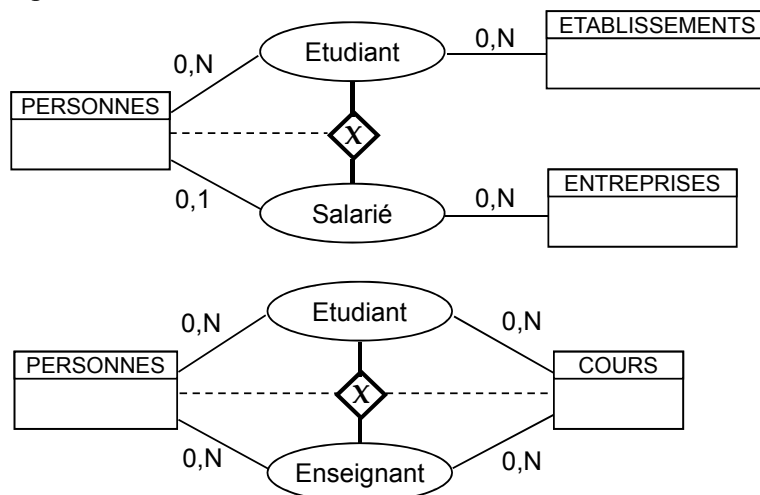 ETABLISSEMENTS
Etudiant
0,N
0,N
PERSONNES
X
0,1
Salarié
0,N
ENTREPRISES
Etudiant
0,N
0,N
PERSONNES
X
COURS
0,N
Enseignant
0,N